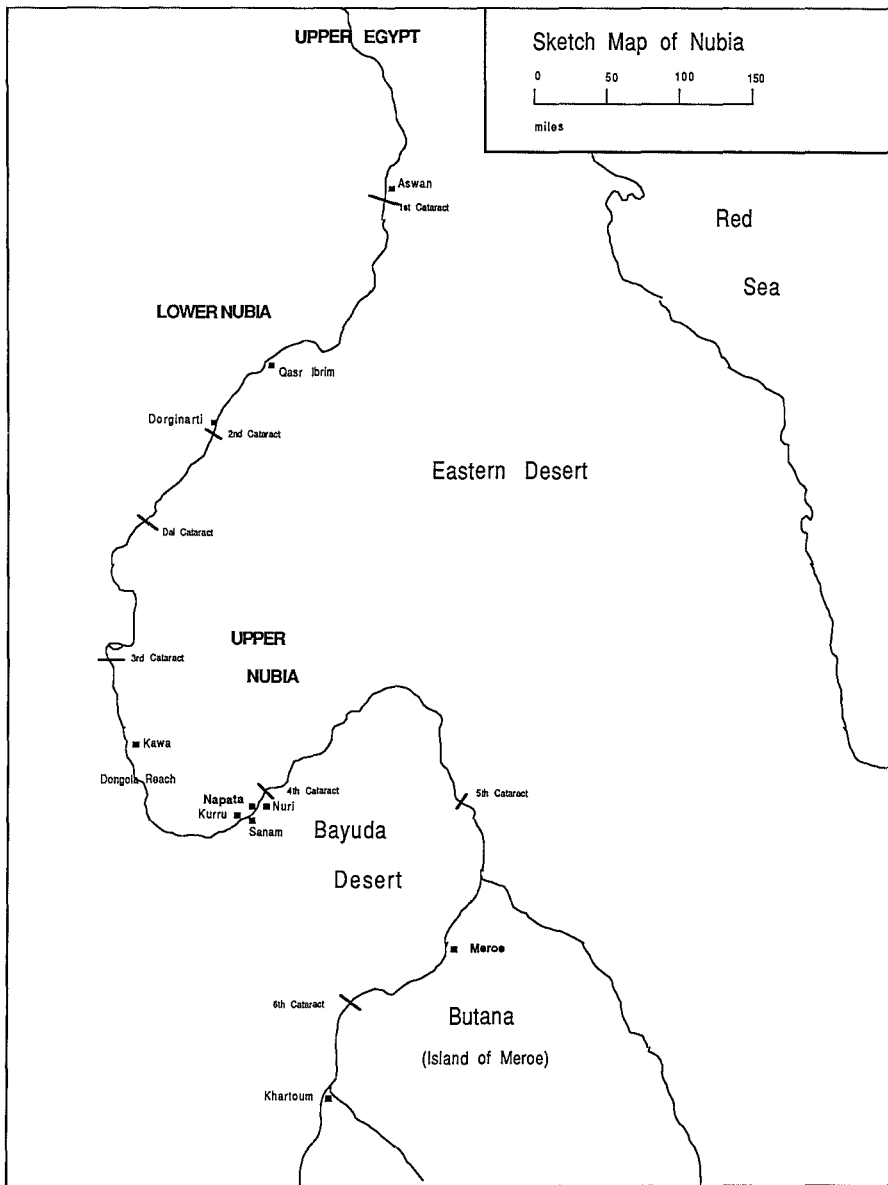 UPPER EGYPT
Sketch Map of Nubia
0 50 100 150
miles
Aswan
1st Cataract
Red
Sea
LOWER NUBIA
Qasr Ibrim
Dorginarti
2nd Cataract
Eastern Desert
Dal Cataract
UPPER
NUBIA
3rd Cataract
Kawa
Dongola Reach
4th Cataract
5th Cataract
Napata
Nuri
Kurru
Sanam
Bayuda
Desert
Meroe
6th Cataract
Butana
(Island of Meroe)
Khartoum